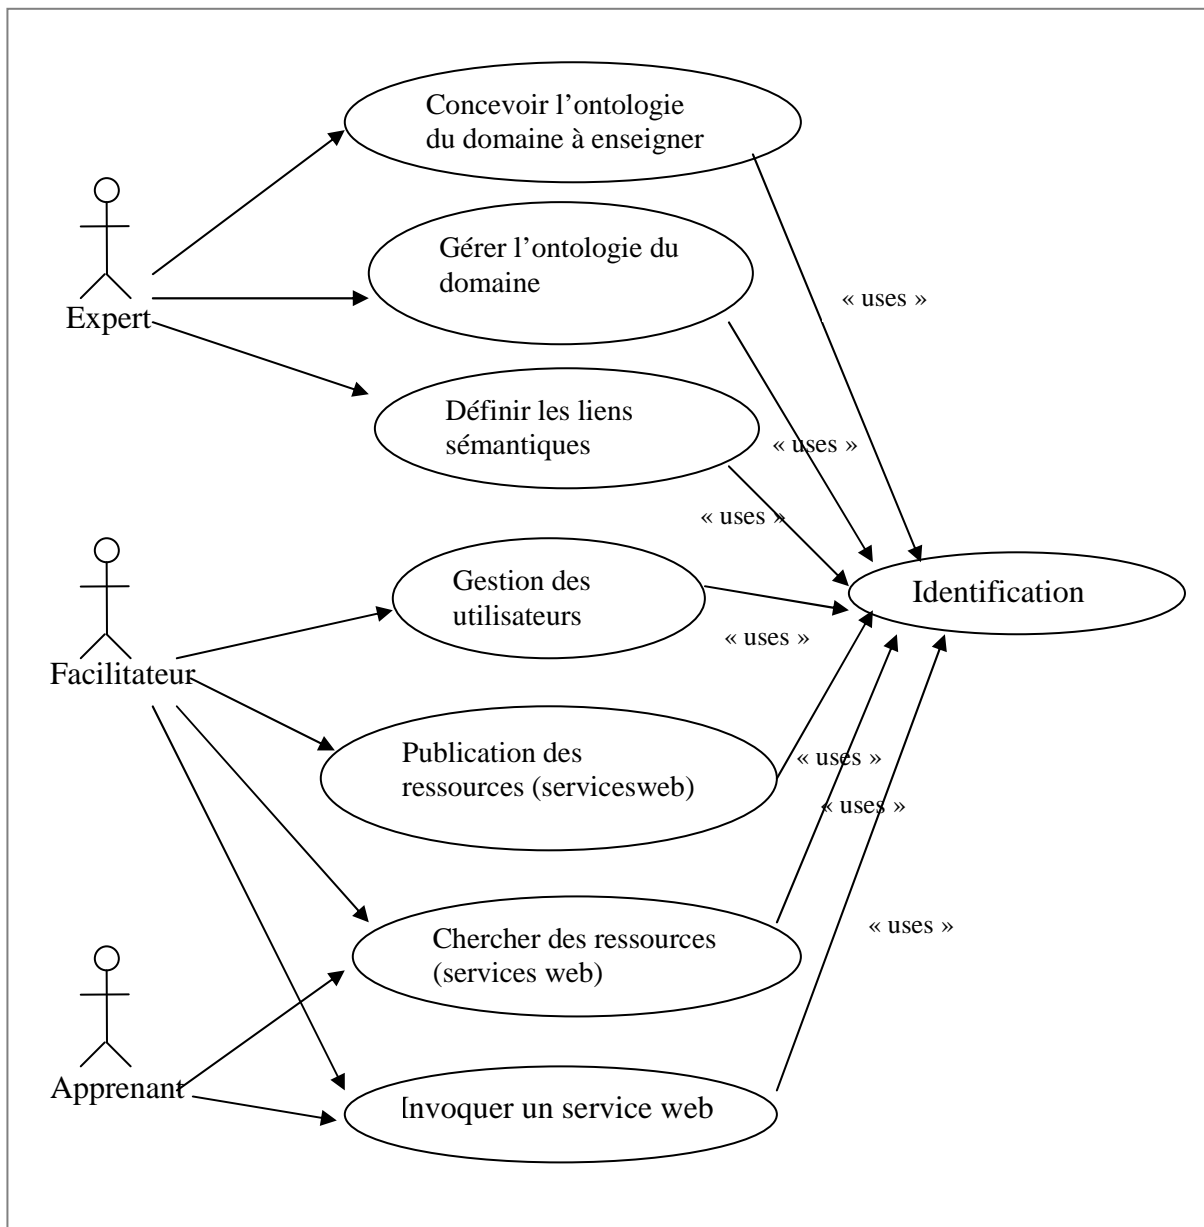 Concevoir l’ontologie
du domaine à enseigner
Gérer l’ontologie du
domaine
« uses »
Expert
Définir les liens
sémantiques
« uses »
« uses »
Gestion des
utilisateurs
Identification
« uses »
Facilitateur
Publication des
ressources (servicesweb)
« uses »
« uses »
Chercher des ressources
(services web)
« uses »
Apprenant
Invoquer un service web